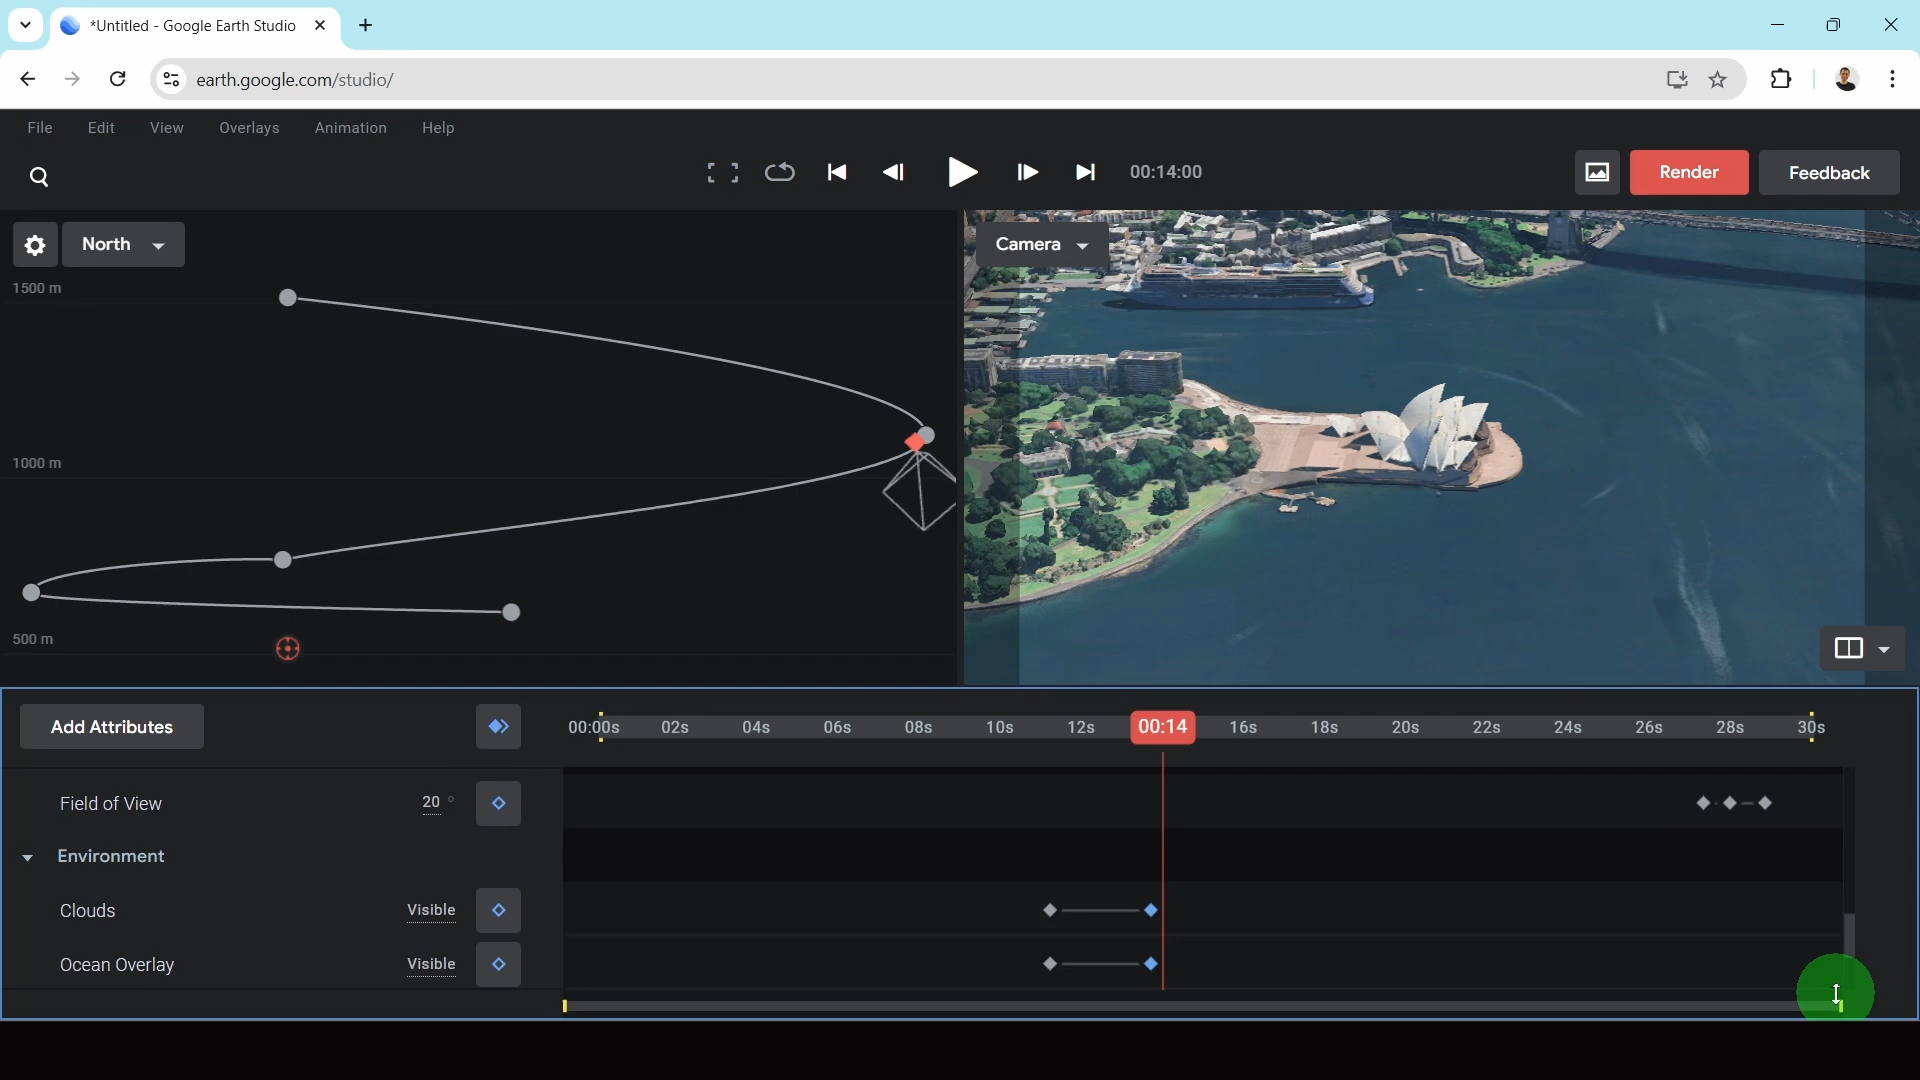 *Untitled - Google Earth Studio
earth.google.com/studio/
File Edit View Overlays Animation Help
00:14:00
Render
Feedback
North
Camera
1500 m
1000 m
500 m
Add Attributes
00:00s 02s 04s 06s 08s 10s 12s 00:14 16s 18s 20s 22s 24s 26s 28s 30s
Field of View 20 °
Environment
Clouds Visible
Ocean Overlay Visible